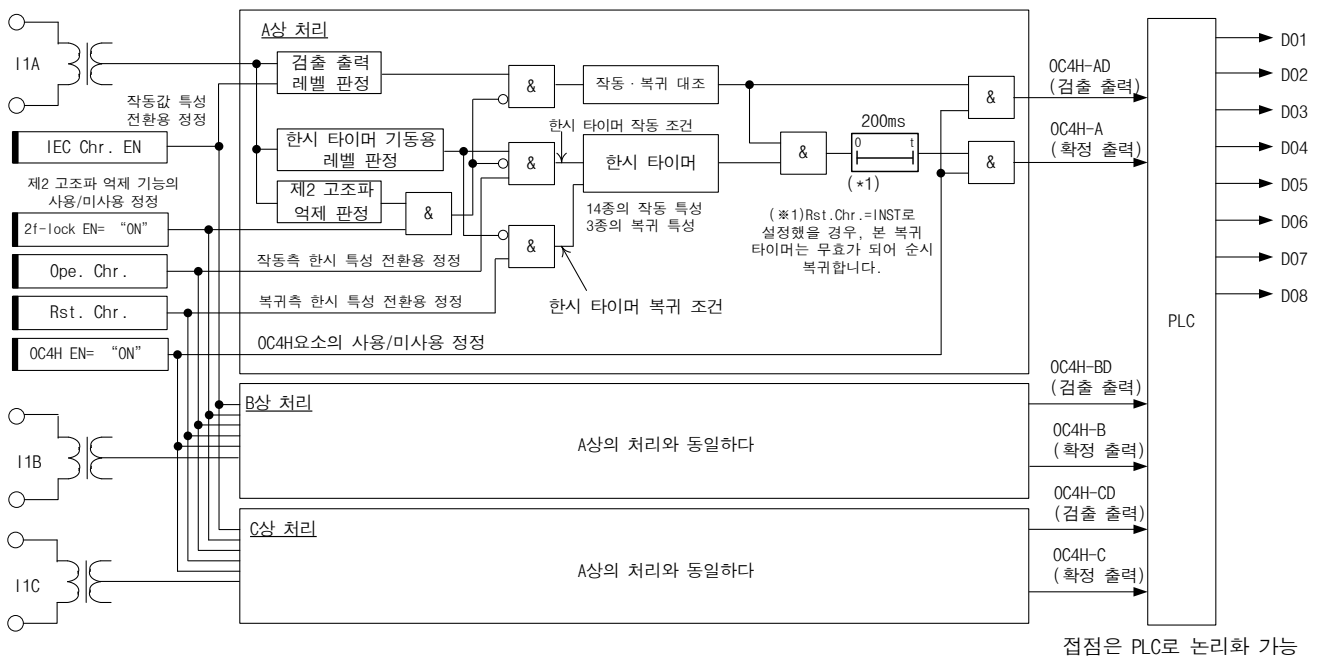 I1A
작동값 특성
전환용 정정
IEC Chr. EN
제2 고조파 억제 기능의
사용/미사용 정정
2f-lock EN= “ON”
Ope. Chr.
Rst. Chr.
OC4H EN= “ON”
A상 처리
검출 출력
레벨 판정
한시 타이머 기동용
레벨 판정
제2 고조파
억제 판정
&
&
&
&
작동·복귀 대조
한시 타이머 작동 조건
한시 타이머
14종의 작동 특성
3종의 복귀 특성
한시 타이머 복귀 조건
작동측 한시 특성 전환용 정정
복귀측 한시 특성 전환용 정정
OC4H요소의 사용/미사용 정정
&
200ms
0 t
(*1)
(※1)Rst.Chr.=INST로
설정했을 경우, 본 복귀
타이머는 무효가 되어 순시
복귀합니다.
&
&
OC4H-AD
(검출 출력)
OC4H-A
(확정 출력)
PLC
DO1
DO2
DO3
DO4
DO5
DO6
DO7
DO8
I1B
B상 처리
A상의 처리와 동일하다
OC4H-BD
(검출 출력)
OC4H-B
(확정 출력)
I1C
C상 처리
A상의 처리와 동일하다
OC4H-CD
(검출 출력)
OC4H-C
(확정 출력)
접점은 PLC로 논리화 가능